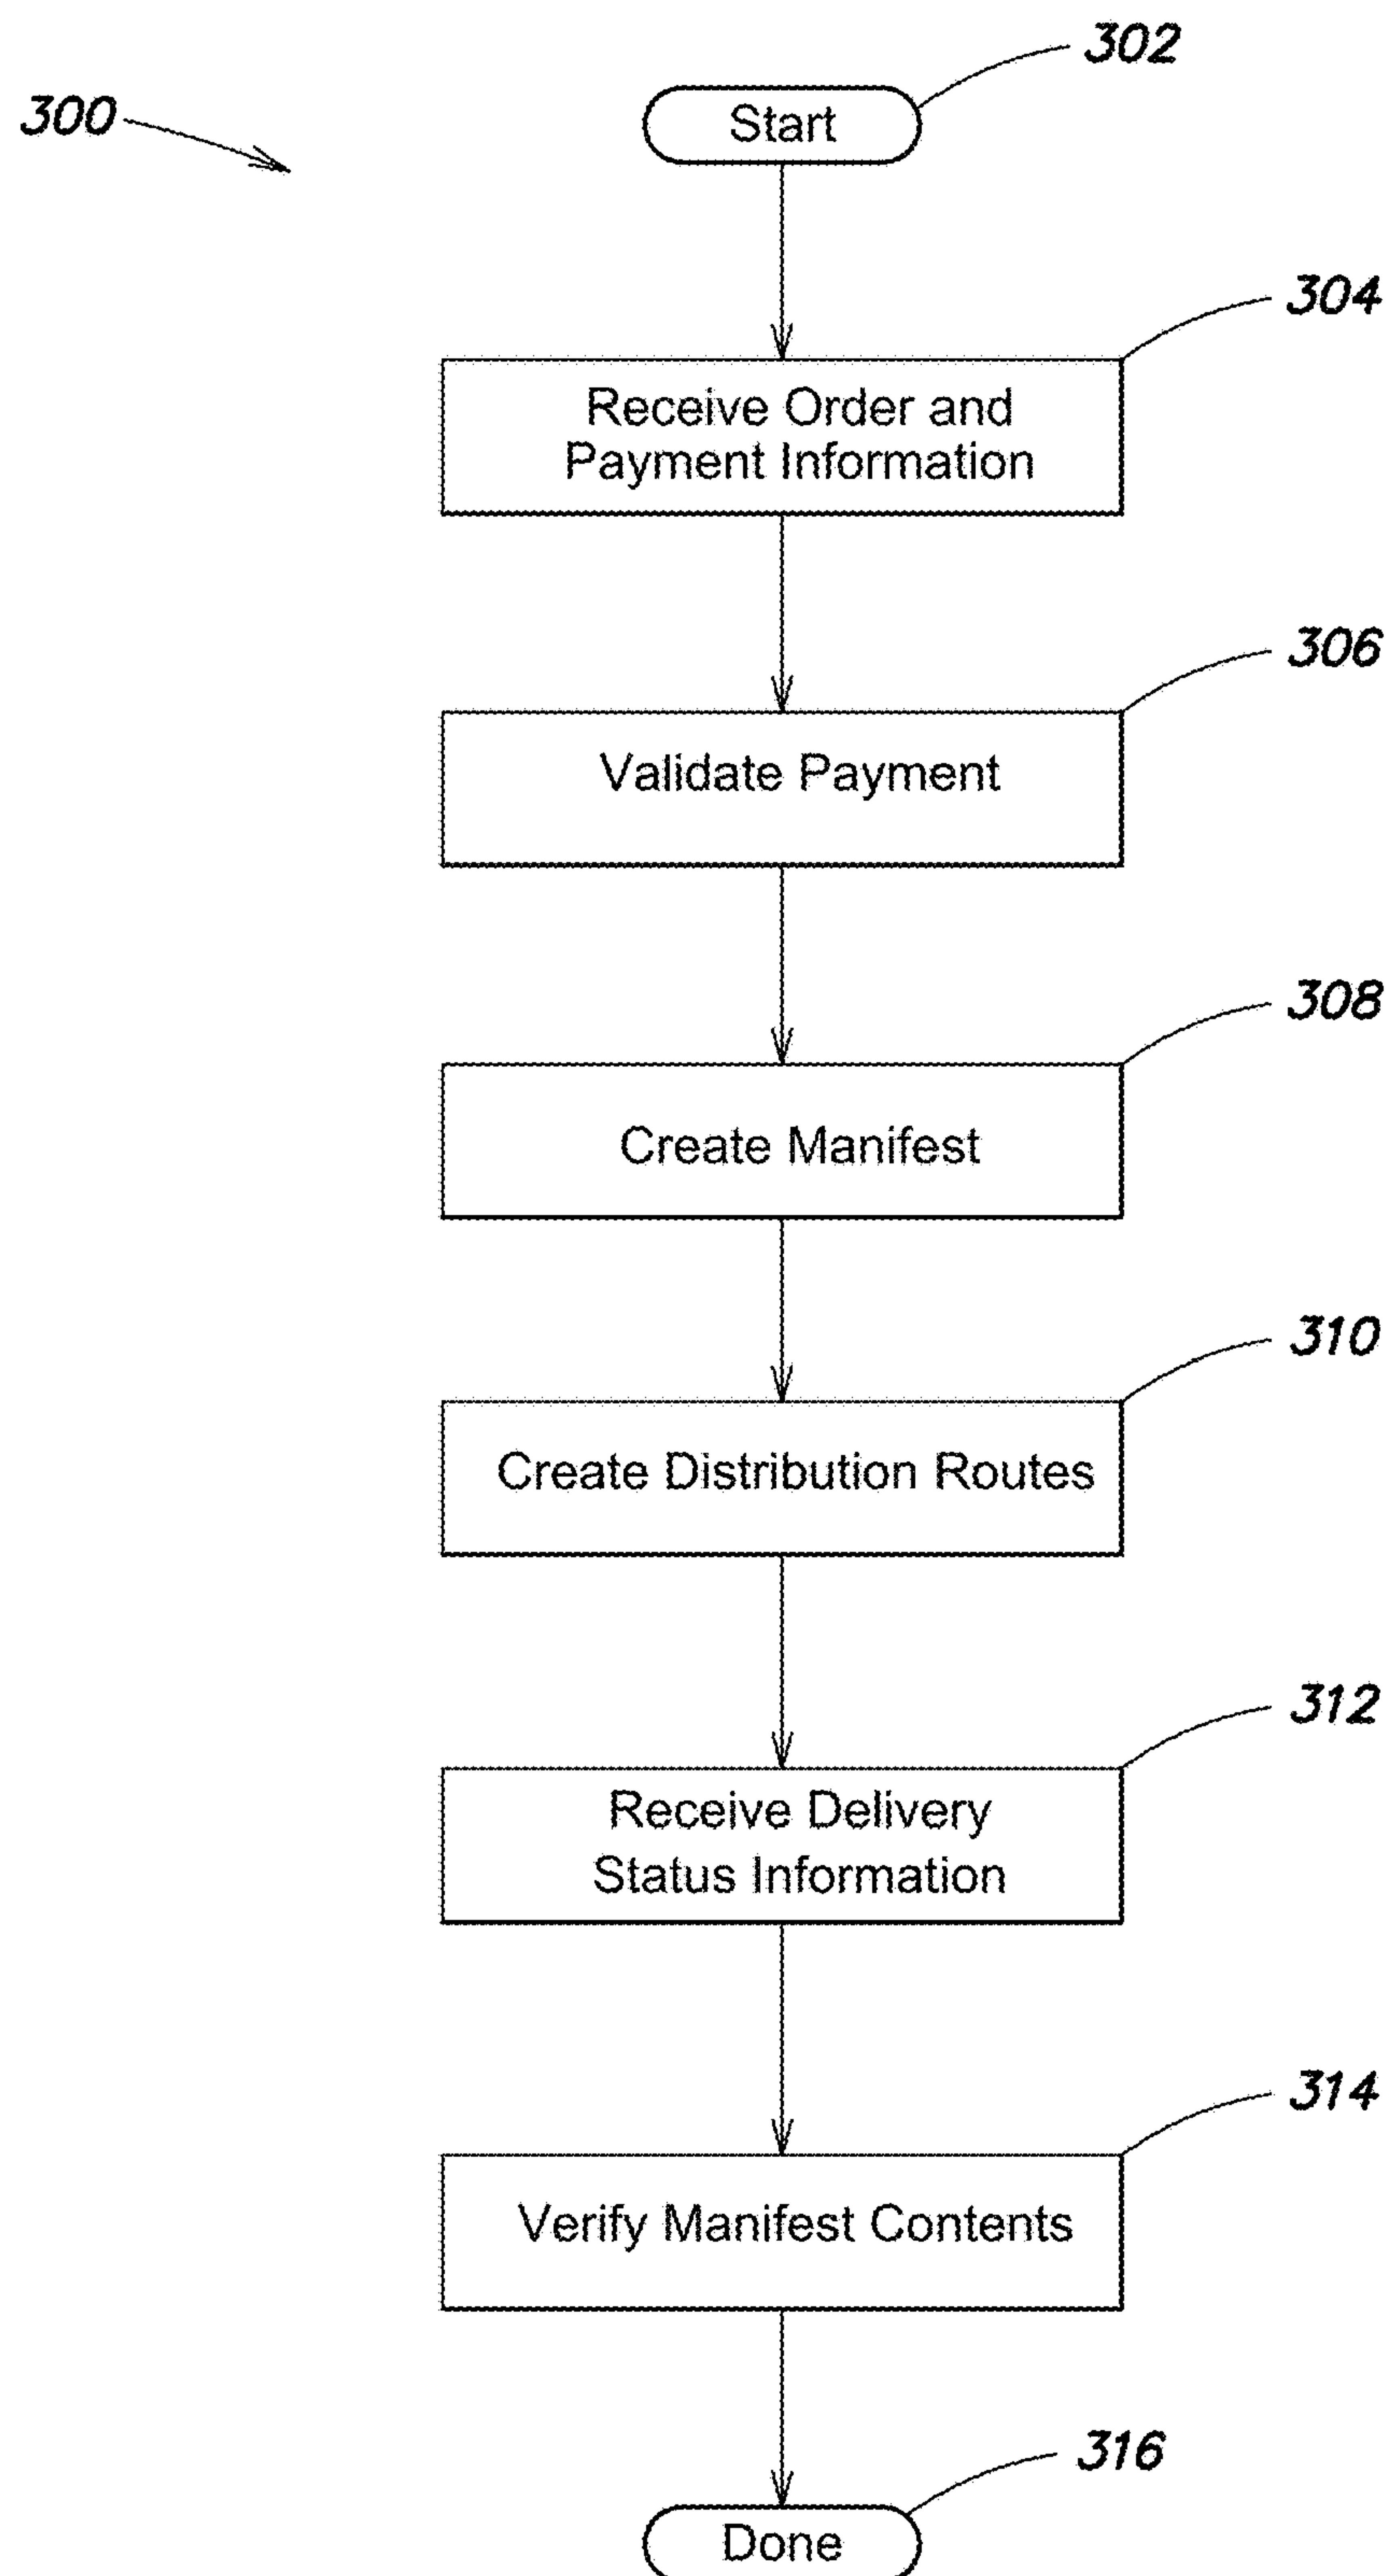 302
300
Start
304
Receive Order and
Payment Information
306
Validate Payment
308
Create Manifest
310
Create Distribution Routes
312
Receive Delivery
Status Information
314
Verify Manifest Contents
316
Done